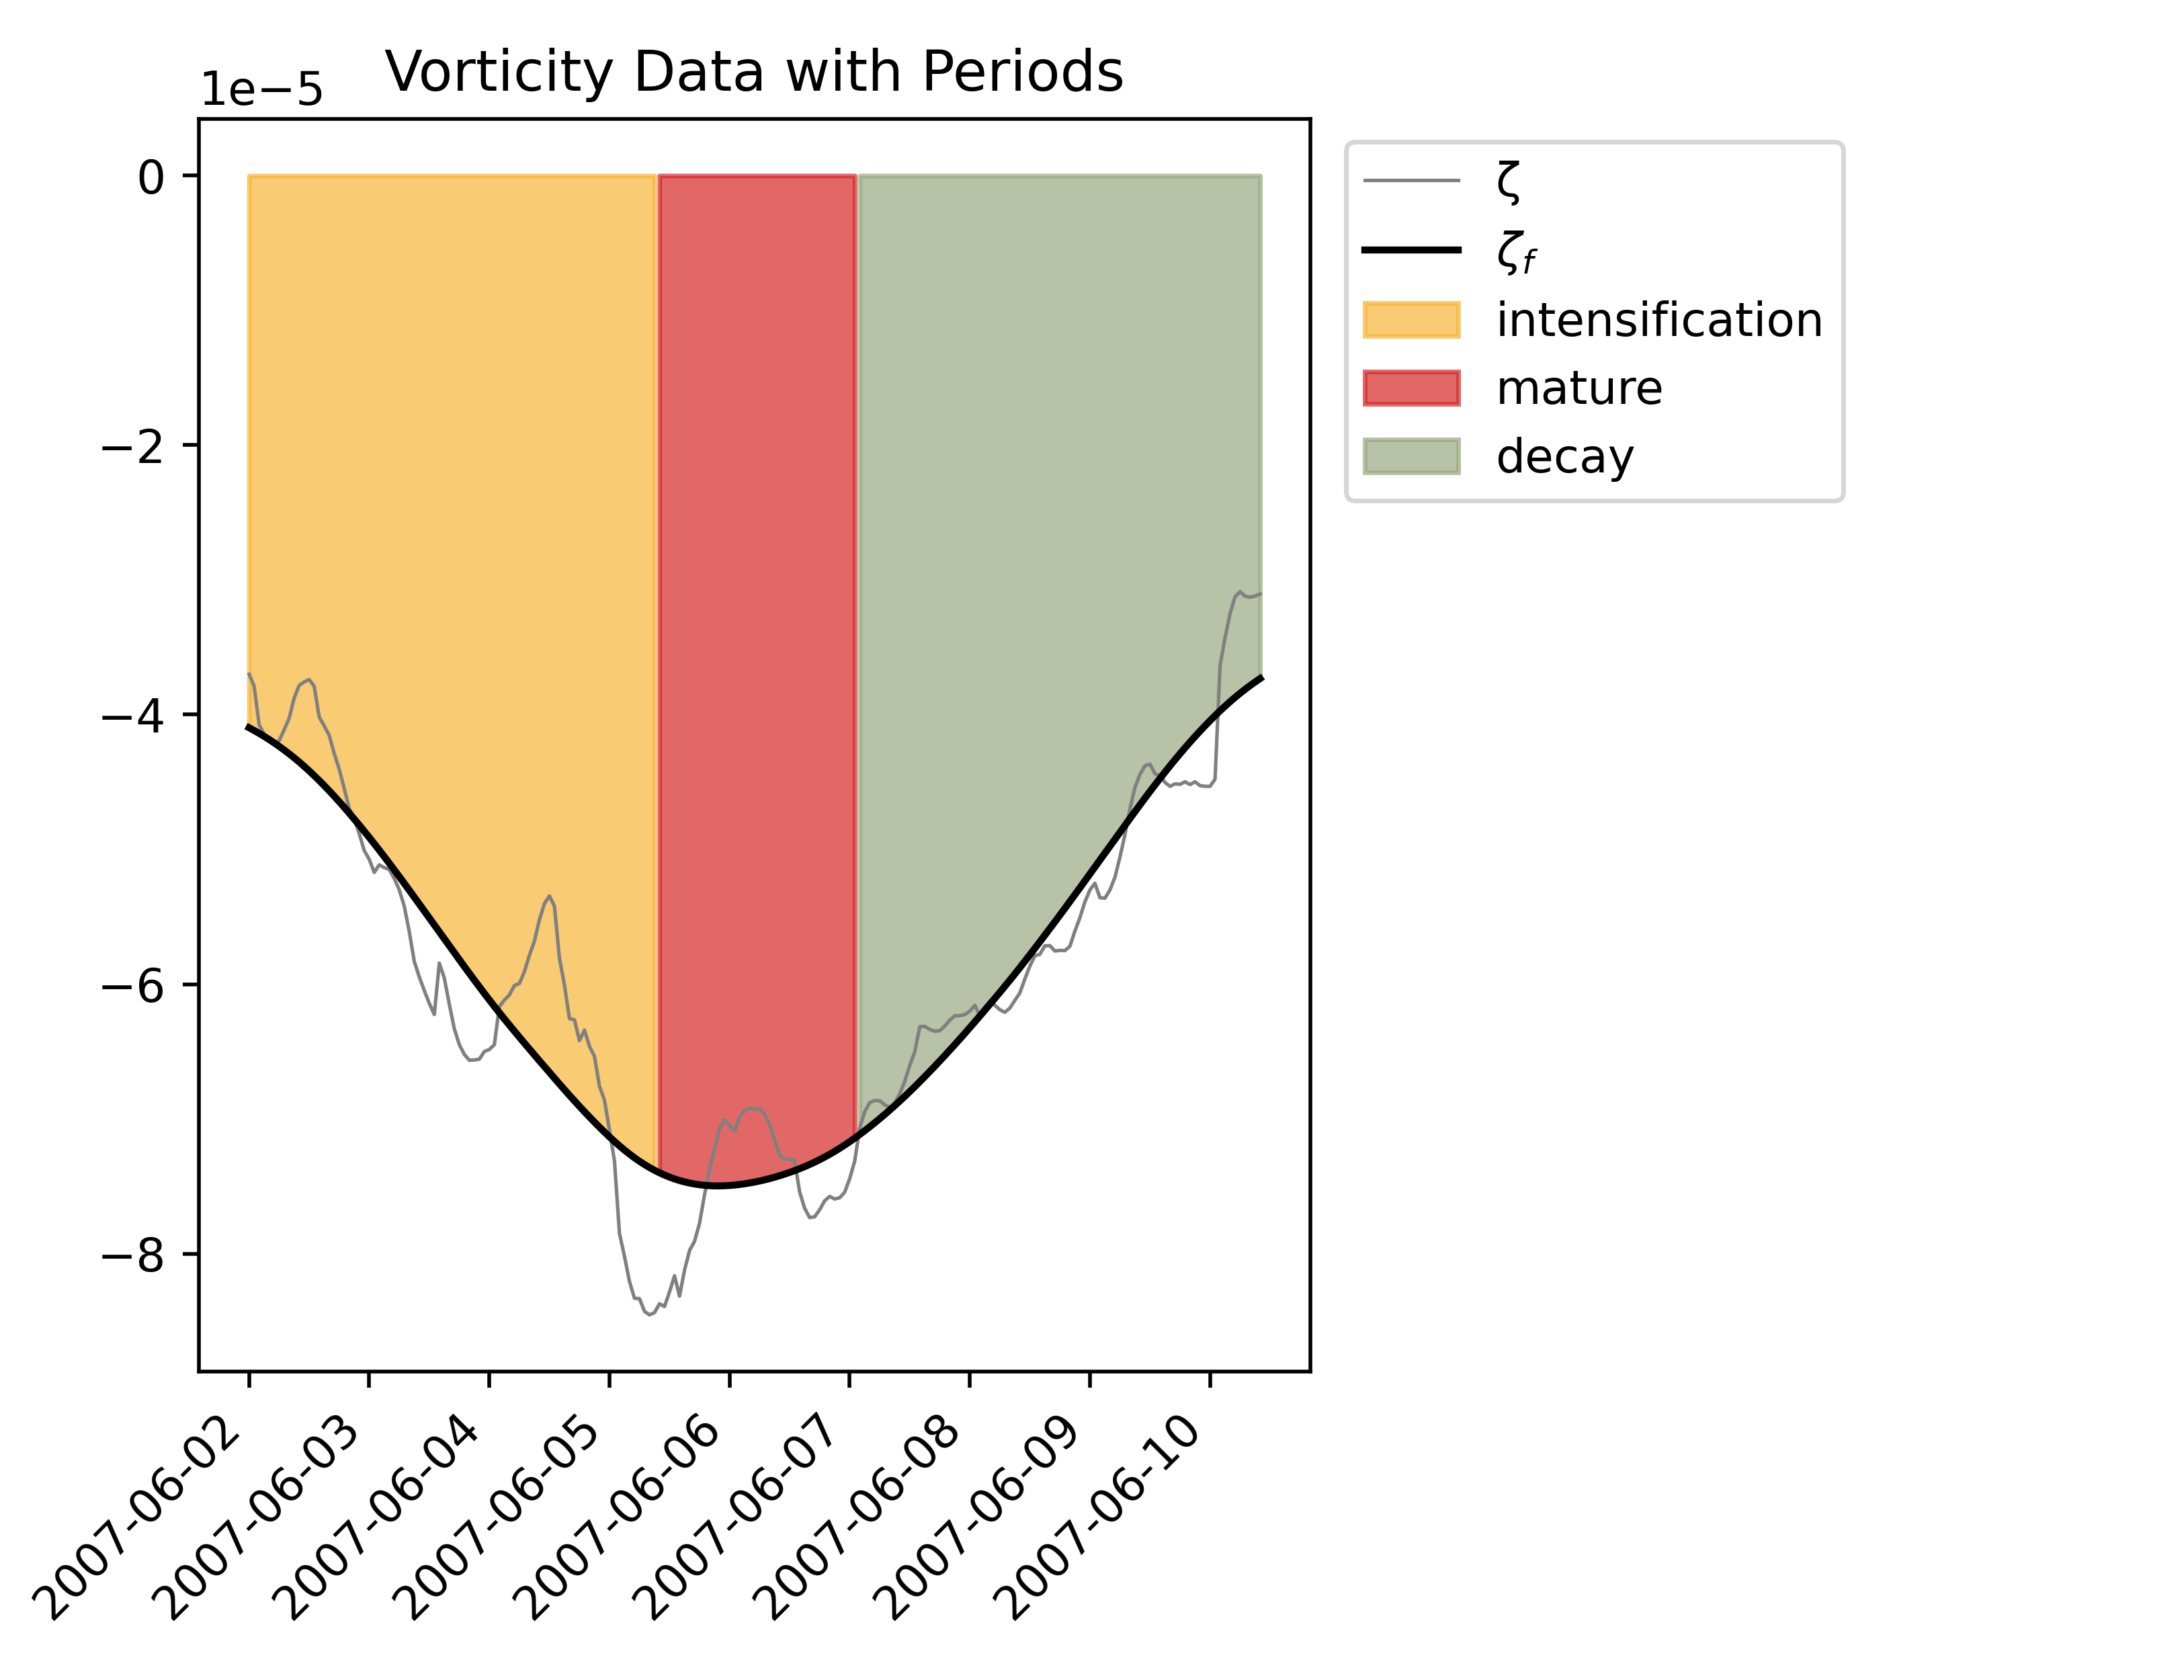 Vorticity Data with Periods
1e−5
0
−2
−4
−6
−8
2007-06-02
2007-06-03
2007-06-04
2007-06-05
2007-06-06
2007-06-07
2007-06-08
2007-06-09
2007-06-10
ζ
ζf
intensification
mature
decay